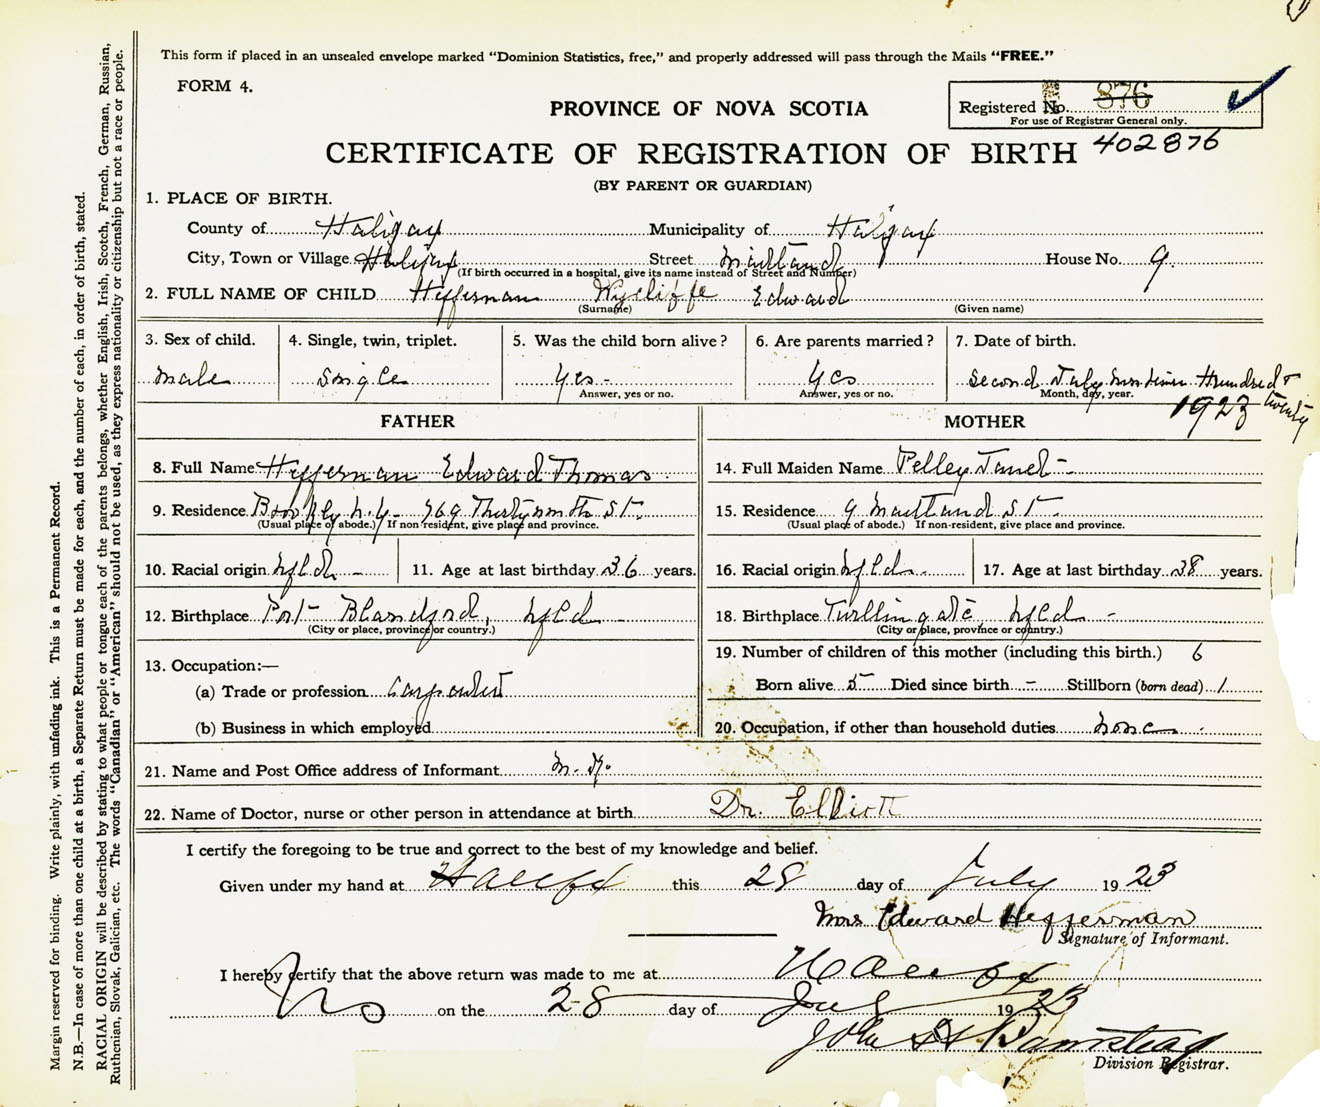 This form if placed in an unsealed envelope marked “Dominion Statistics, free,” and properly addressed will pass through the Mails “FREE.”
FORM 4.
Registered No. 876
For use of Registrar General only.
PROVINCE OF NOVA SCOTIA
402876
CERTIFICATE OF REGISTRATION OF BIRTH
(BY PARENT OR GUARDIAN)
1. PLACE OF BIRTH.
County of Halifax Municipality of Halifax
City, Town or Village Halifax Street Maitland House No. 9
(If birth occurred in a hospital, give its name instead of Street and Number)
2. FULL NAME OF CHILD Heffernan Wycliffe Edward
(Surname) (Given name)
3. Sex of child. 4. Single, twin, triplet. 5. Was the child born alive? 6. Are parents married? 7. Date of birth.
male single yes- yes Second July Hundred & twenty
Answer, yes or no. Answer, yes or no. Month, day, year.
1923
FATHER MOTHER
8. Full Name Heffernan Edward Thomas 14. Full Maiden Name Pelley Janet-
9. Residence N.Y. 769 St. 15. Residence 9 Maitland St-
(Usual place of abode.) If non resident, give place and province. (Usual place of abode.) If non-resident, give place and province.
10. Racial origin Nfld 11. Age at last birthday 36 years. 16. Racial origin Nfld 17. Age at last birthday 38 years.
12. Birthplace Port Blandford, Nfld 18. Birthplace Twillingate, Nfld-
(City or place, province or country.) (City or place, province or country.)
13. Occupation:— 19. Number of children of this mother (including this birth.) 6
(a) Trade or profession Carpenter Born alive 5 Died since birth - Stillborn (born dead) 1
(b) Business in which employed 20. Occupation, if other than household duties none
21. Name and Post Office address of Informant
22. Name of Doctor, nurse or other person in attendance at birth Dr. Elliott
I certify the foregoing to be true and correct to the best of my knowledge and belief.
Given under my hand at Halifax this 28 day of July 1923
Mrs Edward Heffernan
Signature of Informant.
I hereby certify that the above return was made to me at Halifax
NS on the 28 day of July 1923
John
Division Registrar.
Margin reserved for binding. Write plainly, with unfading ink. This is a Permanent Record.
N.B.—In case of more than one child at a birth, a Separate Return must be made for each, and the number of each, in order of birth, stated.
RACIAL ORIGIN will be described by stating to what people or tongue each of the parents belongs, whether English, Irish, Scotch, French, German, Russian,
Ruthenian, Slovak, Galician, etc. The words “Canadian” or “American” should not be used, as they express nationality or citizenship but not a race or people.